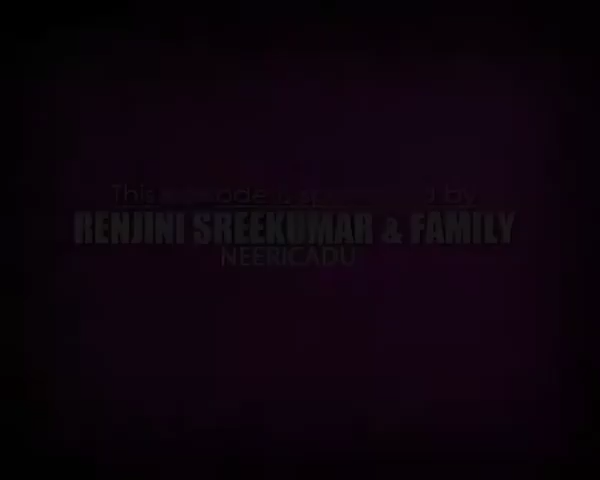 This episode is sponsored by
RENJINI SREEKUMAR & FAMILY
NEERICADU